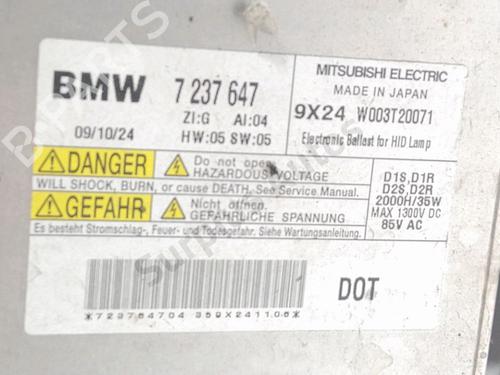 BMW 7 237 647
ZI:G AI:04
09/10/24 HW:05 SW:05
MITSUBISHI ELECTRIC
MADE IN JAPAN
9X24 W003T20071
Electronic Ballast for HID Lamp
DANGER
Do not open.
HAZARDOUS VOLTAGE
WILL SHOCK, BURN, or cause DEATH. See Service Manual.
GEFAHR
Nicht öffnen.
GEFÄHRLICHE SPANNUNG
Es besteht Stromschlag-, Feuer- und Todesgefahr. Siehe Wartungsanleitung.
D1S,D1R
D2S,D2R
2000H/35W
MAX 1300V DC
85V AC
DOT
*723764704 359X241106*